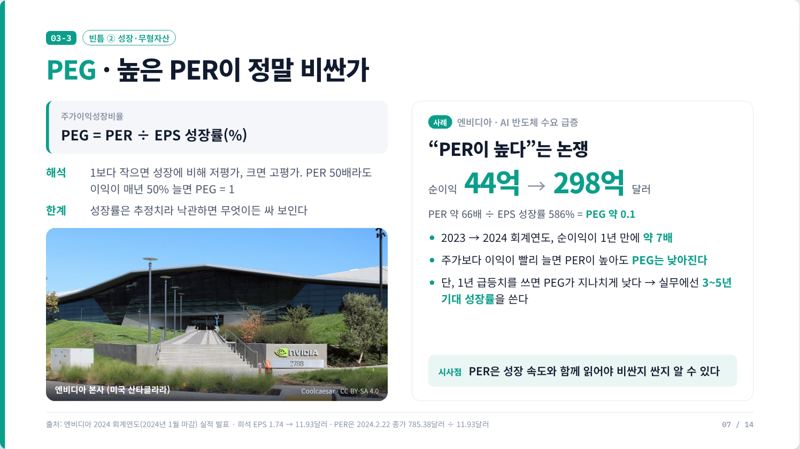 03-3 빈틈 ② 성장·무형자산
PEG · 높은 PER이 정말 비싼가
주가이익성장비율
PEG = PER ÷ EPS 성장률(%)
해석 1보다 작으면 성장에 비해 저평가, 크면 고평가. PER 50배라도
이익이 매년 50% 늘면 PEG = 1
한계 성장률은 추정치라 낙관하면 무엇이든 싸 보인다
NVIDIA
2788
엔비디아 본사 (미국 산타클라라)
Coolcaesar · CC BY-SA 4.0
사례 엔비디아 · AI 반도체 수요 급증
“PER이 높다”는 논쟁
순이익 44억 → 298억 달러
PER 약 66배 ÷ EPS 성장률 586% = PEG 약 0.1
• 2023 → 2024 회계연도, 순이익이 1년 만에 약 7배
• 주가보다 이익이 빨리 늘면 PER이 높아도 PEG는 낮아진다
• 단, 1년 급등치를 쓰면 PEG가 지나치게 낮다 → 실무에선 3~5년
기대 성장률을 쓴다
시사점 PER은 성장 속도와 함께 읽어야 비싼지 싼지 알 수 있다
출처: 엔비디아 2024 회계연도(2024년 1월 마감) 실적 발표 · 희석 EPS 1.74 → 11.93달러 · PER은 2024.2.22 종가 785.38달러 ÷ 11.93달러
07 / 14